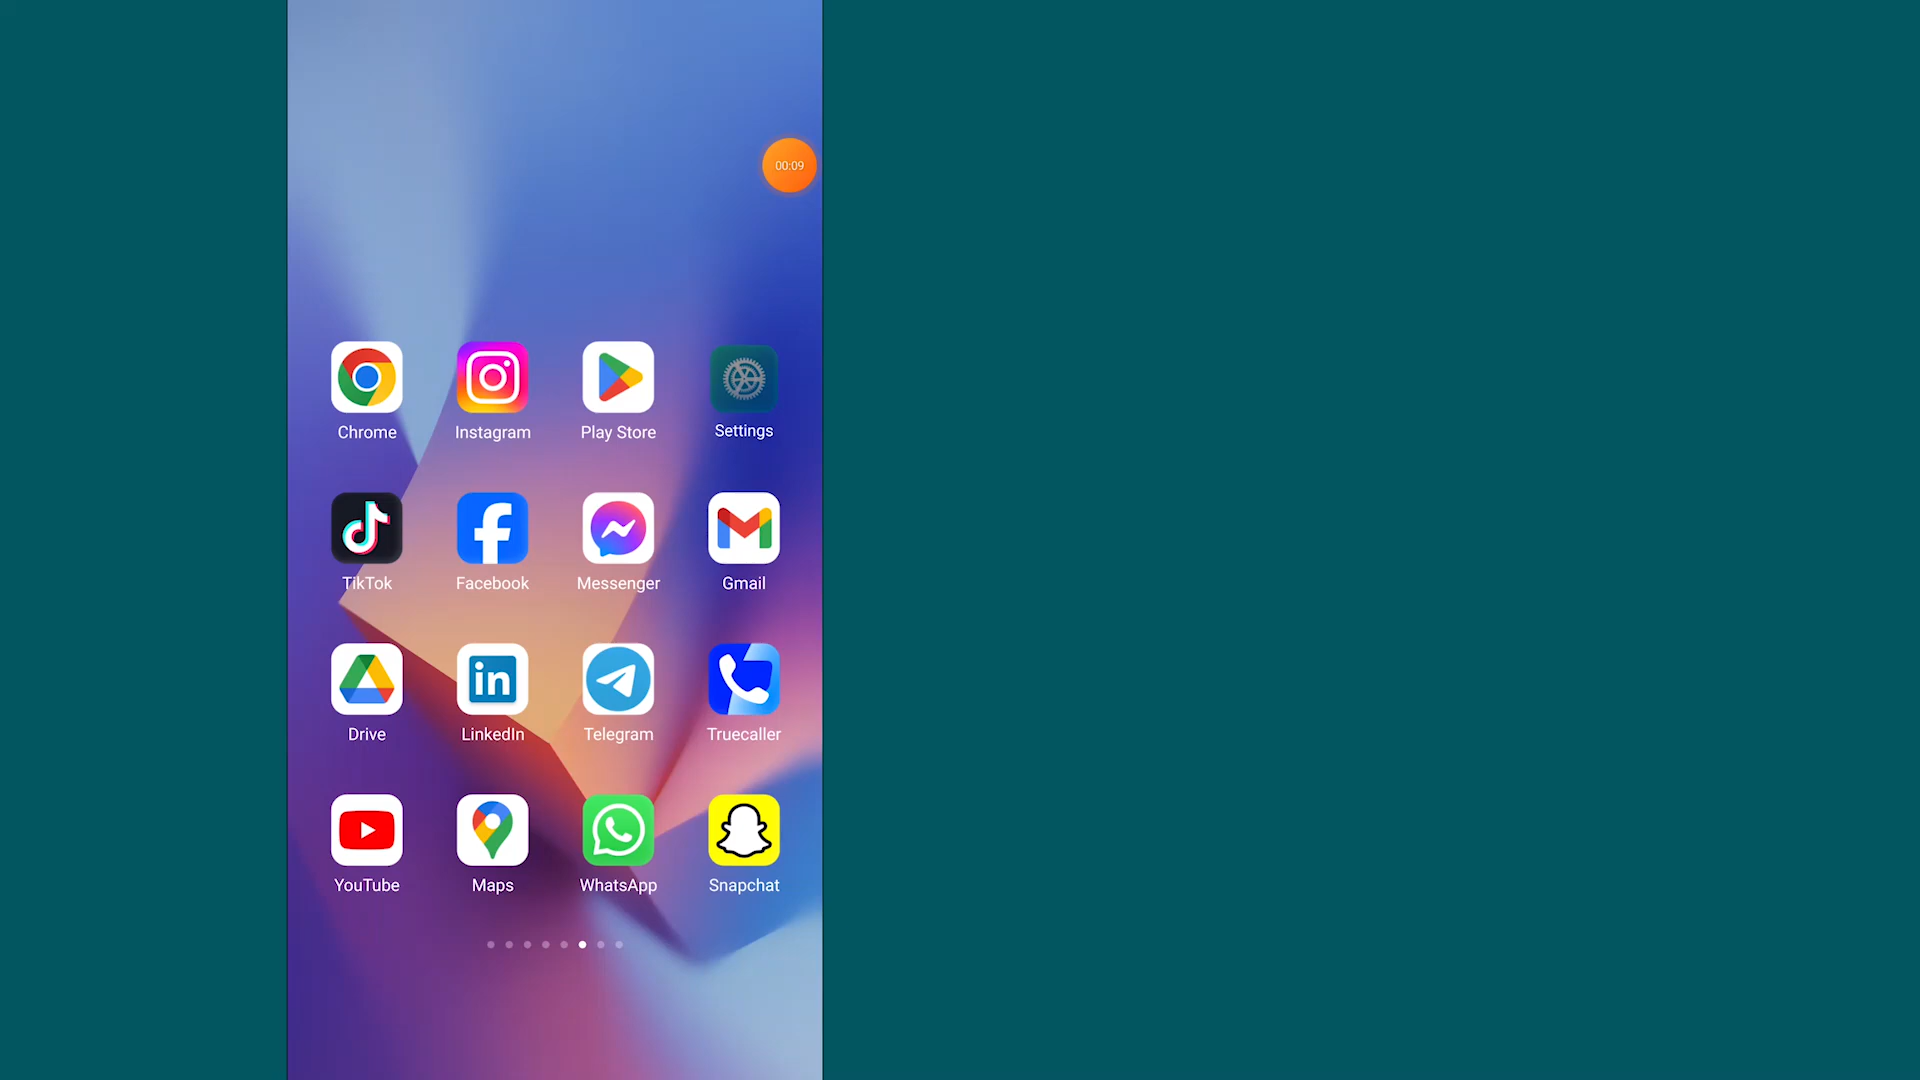 00:09
Chrome Instagram Play Store Settings
TikTok Facebook Messenger Gmail
in
Drive LinkedIn Telegram Truecaller
YouTube Maps WhatsApp Snapchat